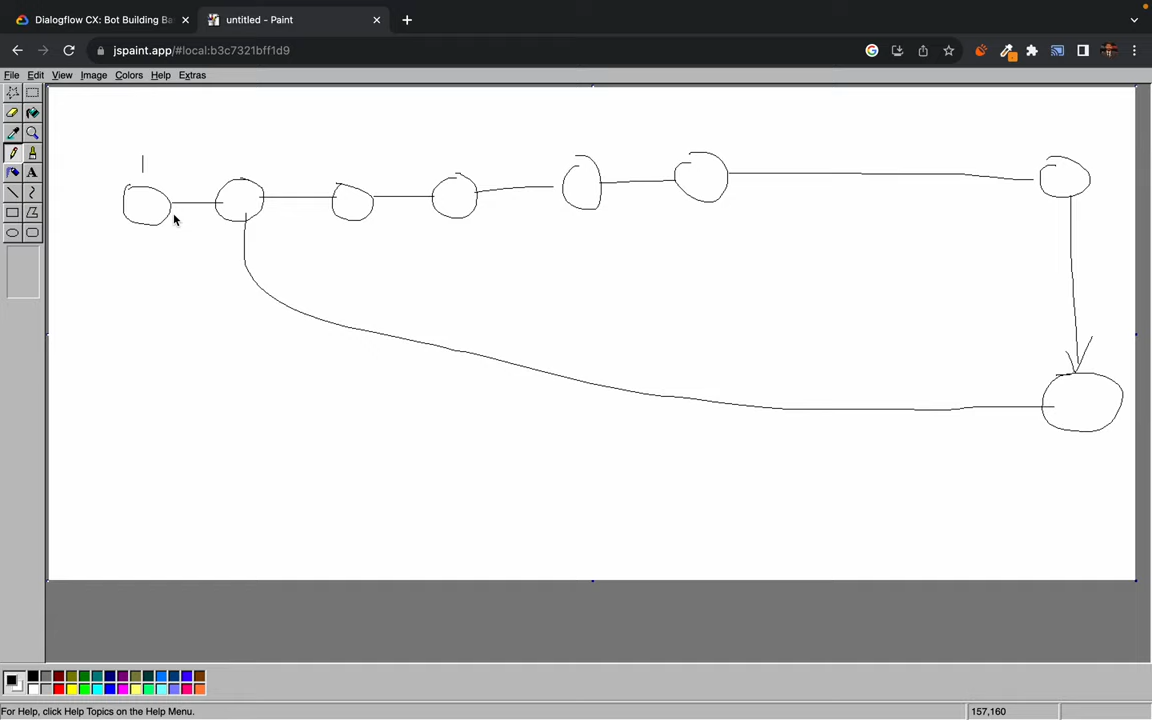 Dialogflow CX: Bot Building Ba
untitled - Paint
jspaint.app/#local:b3c7321bff1d9
File Edit View Image Colors Help Extras
For Help, click Help Topics on the Help Menu.
157,160